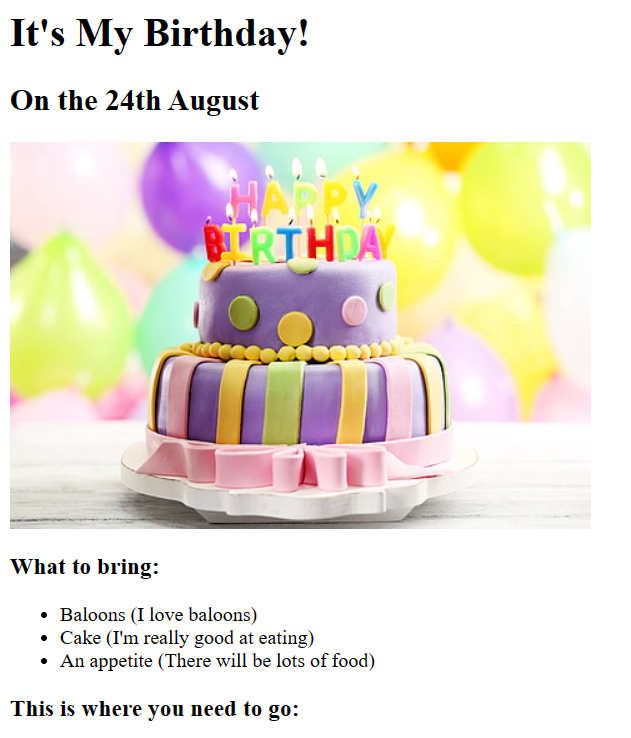 It's My Birthday!
On the 24th August
HAPPY
BIRTHDAY
What to bring:
Baloons (I love baloons)
Cake (I'm really good at eating)
An appetite (There will be lots of food)
This is where you need to go: